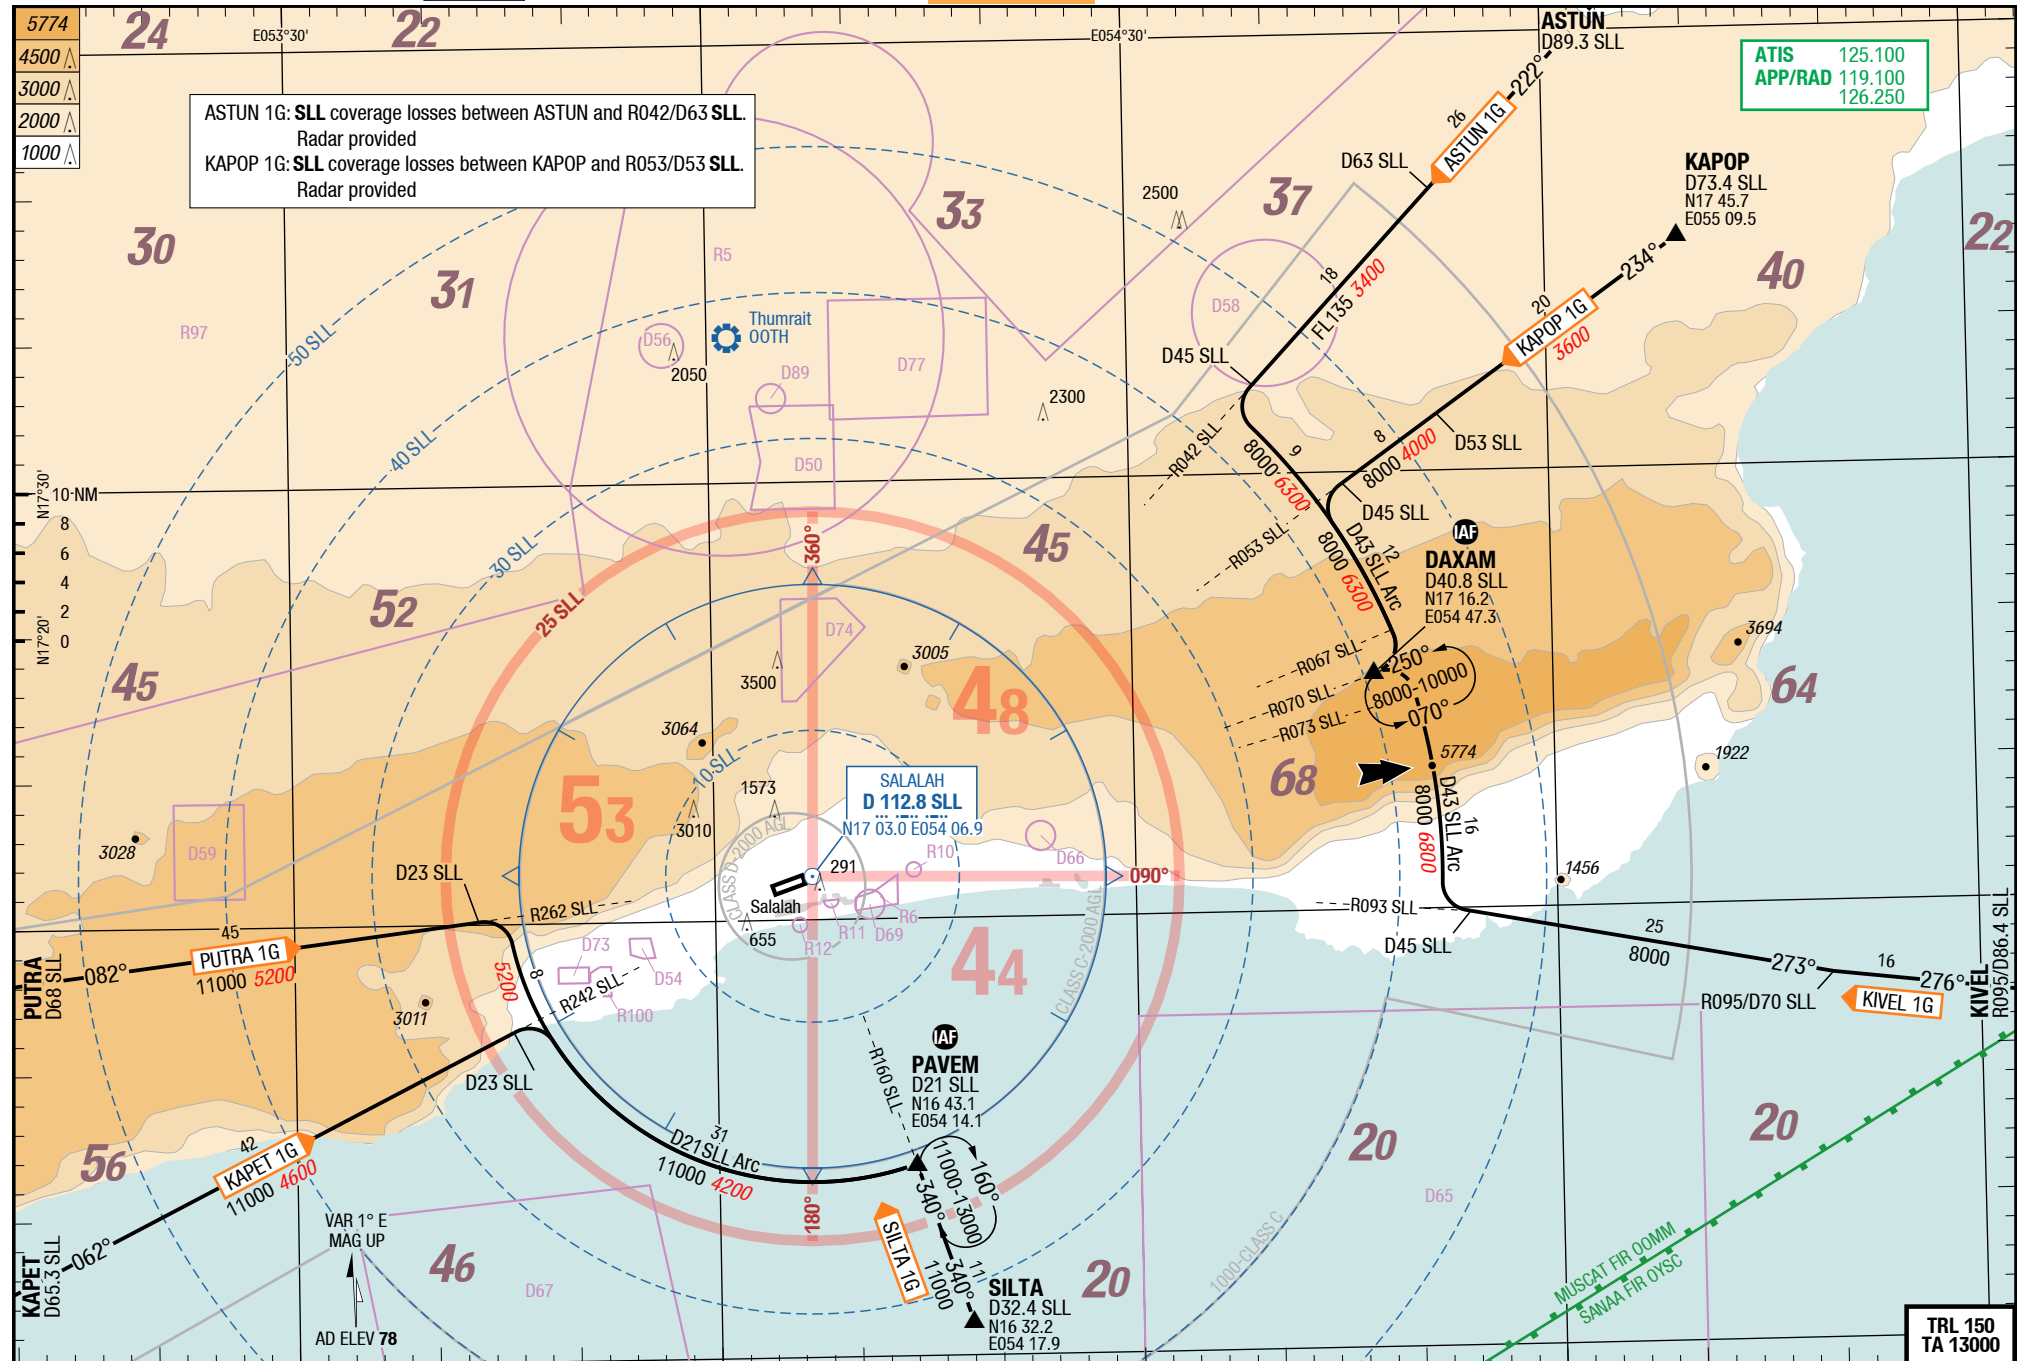 5774
4500
3000
2000
1000
24
E053°30'
22
E054°30'
ASTUN
D89.3 SLL
222°
ATIS 125.100
APP/RAD 119.100
126.250
ASTUN 1G: SLL coverage losses between ASTUN and R042/D63 SLL.
Radar provided
KAPOP 1G: SLL coverage losses between KAPOP and R053/D53 SLL.
Radar provided
26
ASTUN 1G
D63 SLL
KAPOP
D73.4 SLL
N17 45.7
E055 09.5
2500
37
33
22
30
31
R5
R97
234°
40
18
FL135 3400
D58
20
KAPOP 1G
3600
50 SLL
Thumrait
OOTH
D56
2050
D89
D77
2300
D45 SLL
8
8000 4000
D53 SLL
40 SLL
D50
R042 SLL
9
8000 6300
D45 SLL
N17°30'
10 NM
8
6
4
2
0
N17°20'
30 SLL
360°
45
R053 SLL
D43 SLL Arc
12
8000 6300
IAF
DAXAM
D40.8 SLL
N17 16.2
E054 47.3
52
25 SLL
D74
3005
3694
45
3500
48
R067 SLL
R070 SLL
R073 SLL
250°
8000-10000
070°
64
3064
10 SLL
1573
3010
53
SALALAH
D 112.8 SLL
N17 03.0 E054 06.9
68
5774
1922
D43 SLL Arc
16
8000 6800
3028
D59
D23 SLL
CLASS D-2000 AGL
291
R10
D66
090°
1456
R262 SLL
Salalah
655
R12
R11
D69
R6
R093 SLL
D45 SLL
45
PUTRA 1G
11000 5200
082°
PUTRA
D68 SLL
D73
D54
R100
R242 SLL
5200
8
44
CLASS C-2000 AGL
25
8000
273°
16
276°
KIVEL
R095/D86.4 SLL
R095/D70 SLL
KIVEL 1G
3011
D23 SLL
R160 SLL
IAF
PAVEM
D21 SLL
N16 43.1
E054 14.1
56
42
KAPET 1G
11000 4600
31
D21 SLL Arc
11000 4200
20
20
VAR 1° E
MAG UP
180°
160°
11000-13000
340°
SILTA 1G
11
340°
11000
D65
062°
KAPET
D65.3 SLL
46
D67
20
1000-CLASS C
MUSCAT FIR OOMM
SANAA FIR OYSC
SILTA
D32.4 SLL
N16 32.2
E054 17.9
AD ELEV 78
TRL 150
TA 13000